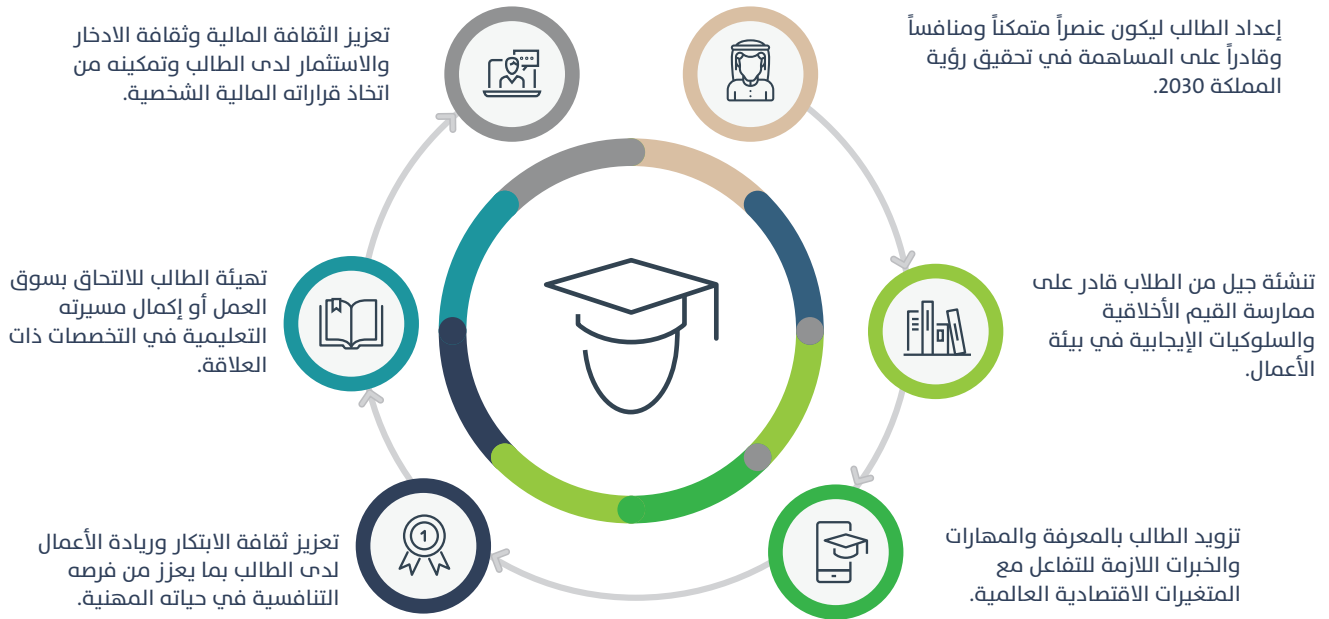 إعداد الطالب ليكون عنصراً متمكناً ومنافساً
وقادراً على المساهمة في تحقيق رؤية
المملكة 2030.
تنشئة جيل من الطلاب قادر على
ممارسة القيم الأخلاقية
والسلوكيات الإيجابية في بيئة
الأعمال.
تزويد الطالب بالمعرفة والمهارات
والخبرات اللازمة للتفاعل مع
المتغيرات الاقتصادية العالمية.
تعزيز ثقافة الابتكار وريادة الأعمال
لدى الطالب بما يعزز من فرصه
التنافسية في حياته المهنية.
1
تهيئة الطالب للالتحاق بسوق
العمل أو إكمال مسيرته
التعليمية في التخصصات ذات
العلاقة.
تعزيز الثقافة المالية وثقافة الادخار
والاستثمار لدى الطالب وتمكينه من
اتخاذ قراراته المالية الشخصية.